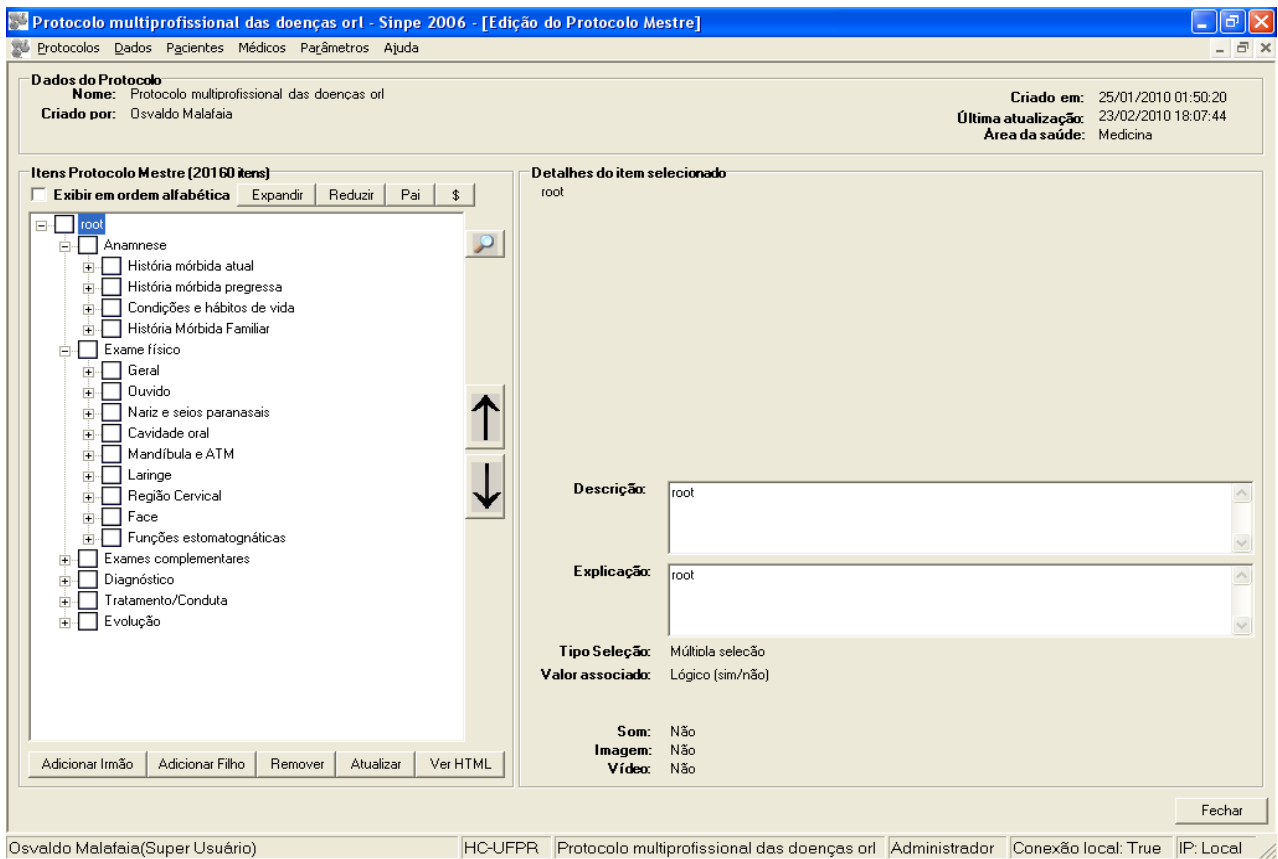 Protocolo multiprofissional das doenças orl - Sinpe 2006 - [Edição do Protocolo Mestre]
Protocolos Dados Pacientes Médicos Parâmetros Ajuda
Dados do Protocolo
Nome: Protocolo multiprofissional das doenças orl
Criado por: Osvaldo Malafaia
Criado em: 25/01/2010 01:50:20
Última atualização: 23/02/2010 18:07:44
Área da saúde: Medicina
Itens Protocolo Mestre (20160 itens)
Exibir em ordem alfabética Expandir Reduzir Pai $
root
Anamnese
História mórbida atual
História mórbida pregressa
Condições e hábitos de vida
História Mórbida Familiar
Exame físico
Geral
Ouvido
Nariz e seios paranasais
Cavidade oral
Mandíbula e ATM
Laringe
Região Cervical
Face
Funções estomatognáticas
Exames complementares
Diagnóstico
Tratamento/Conduta
Evolução
Adicionar Irmão Adicionar Filho Remover Atualizar Ver HTML
Detalhes do item selecionado
root
Descrição: root
Explicação: root
Tipo Seleção: Múltipla seleção
Valor associado: Lógico (sim/não)
Som: Não
Imagem: Não
Vídeo: Não
Fechar
Osvaldo Malafaia(Super Usuário) HC-UFPR Protocolo multiprofissional das doenças orl Administrador Conexão local: True IP: Local